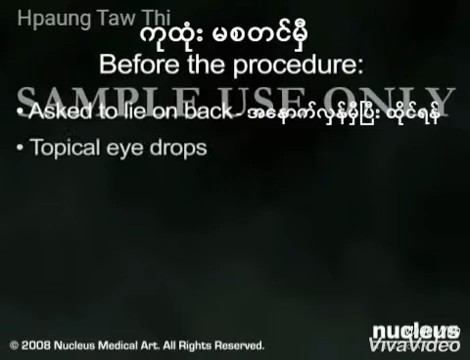 Hpaung Taw Thi
ကုထုံး မစတင်မှီ
Before the procedure:
SAMPLE USE ONLY
• Asked to lie on back - အနောက်လှန်မှီပြီး ထိုင်ရန်
• Topical eye drops
nucleus
© 2008 Nucleus Medical Art. All Rights Reserved.
VivaVideo